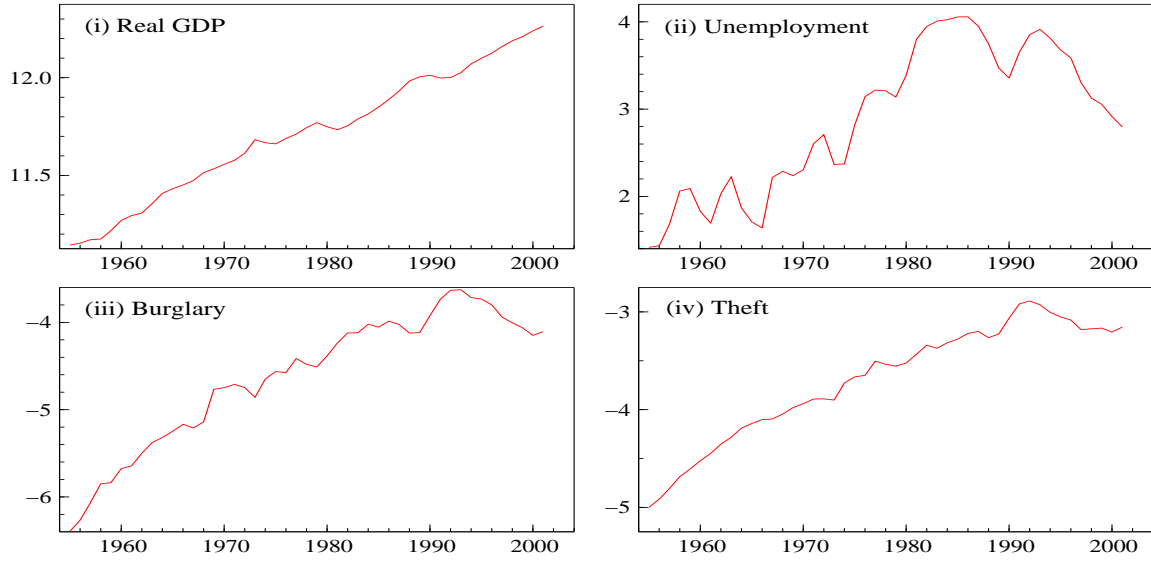 (i) Real GDP
12.0
11.5
1960 1970 1980 1990 2000
(ii) Unemployment
4
3
2
1960 1970 1980 1990 2000
(iii) Burglary
−4
−5
−6
1960 1970 1980 1990 2000
(iv) Theft
−3
−4
−5
1960 1970 1980 1990 2000